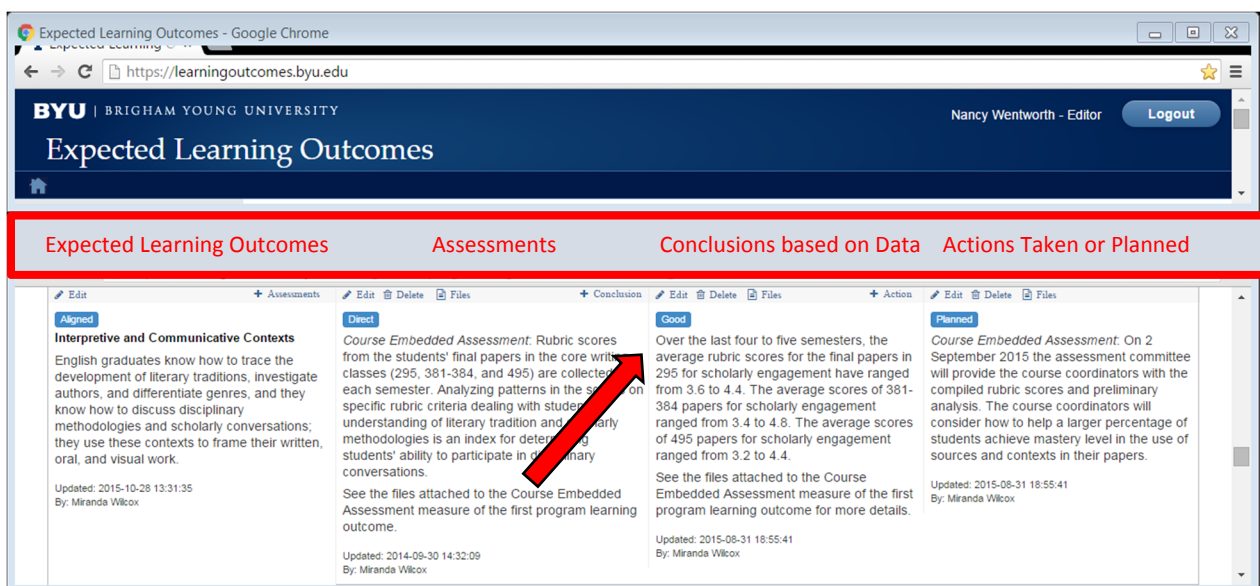 Expected Learning Outcomes - Google Chrome
Expected Learning
https://learningoutcomes.byu.edu
BYU | BRIGHAM YOUNG UNIVERSITY
Nancy Wentworth - Editor
Logout
Expected Learning Outcomes
Expected Learning Outcomes
Assessments
Conclusions based on Data
Actions Taken or Planned
Edit
+ Assessments
Aligned
Interpretive and Communicative Contexts
English graduates know how to trace the
development of literary traditions, investigate
authors, and differentiate genres, and they
know how to discuss disciplinary
methodologies and scholarly conversations;
they use these contexts to frame their written,
oral, and visual work.
Updated: 2015-10-28 13:31:35
By: Miranda Wilcox
Edit Delete Files
+ Conclusion
Direct
Course Embedded Assessment: Rubric scores
from the students' final papers in the core
classes (295, 381-384, and 495) are collected
each semester. Analyzing patterns in the on
specific rubric criteria dealing with
understanding of literary tradition and
methodologies is an index for
students' ability to participate in
conversations.
See the files attached to the Course Embedded
Assessment measure of the first program learning
outcome.
Updated: 2014-09-30 14:32:09
By: Miranda Wilcox
Edit Delete Files
+ Action
Good
Over the last four to five semesters, the
average rubric scores for the final papers in
295 for scholarly engagement have ranged
from 3.6 to 4.4. The average scores of 381-
384 papers for scholarly engagement
ranged from 3.4 to 4.8. The average scores
of 495 papers for scholarly engagement
ranged from 3.2 to 4.4.
See the files attached to the Course
Embedded Assessment measure of the first
program learning outcome for more details.
Updated: 2015-08-31 18:55:41
By: Miranda Wilcox
Edit Delete Files
Planned
Course Embedded Assessment: On 2
September 2015 the assessment committee
will provide the course coordinators with the
compiled rubric scores and preliminary
analysis. The course coordinators will
consider how to help a larger percentage of
students achieve mastery level in the use of
sources and contexts in their papers.
Updated: 2015-08-31 18:55:41
By: Miranda Wilcox